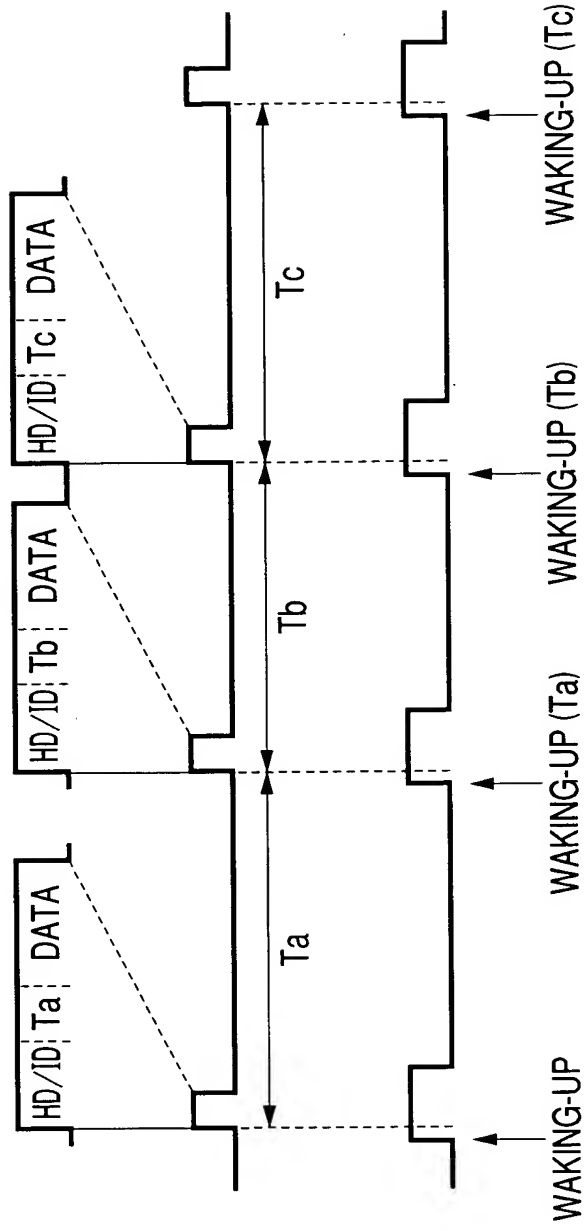 HD/ID Ta DATA
HD/ID Tb DATA
HD/ID Tc DATA
Ta
Tb
Tc
WAKING-UP
WAKING-UP (Ta)
WAKING-UP (Tb)
WAKING-UP (Tc)